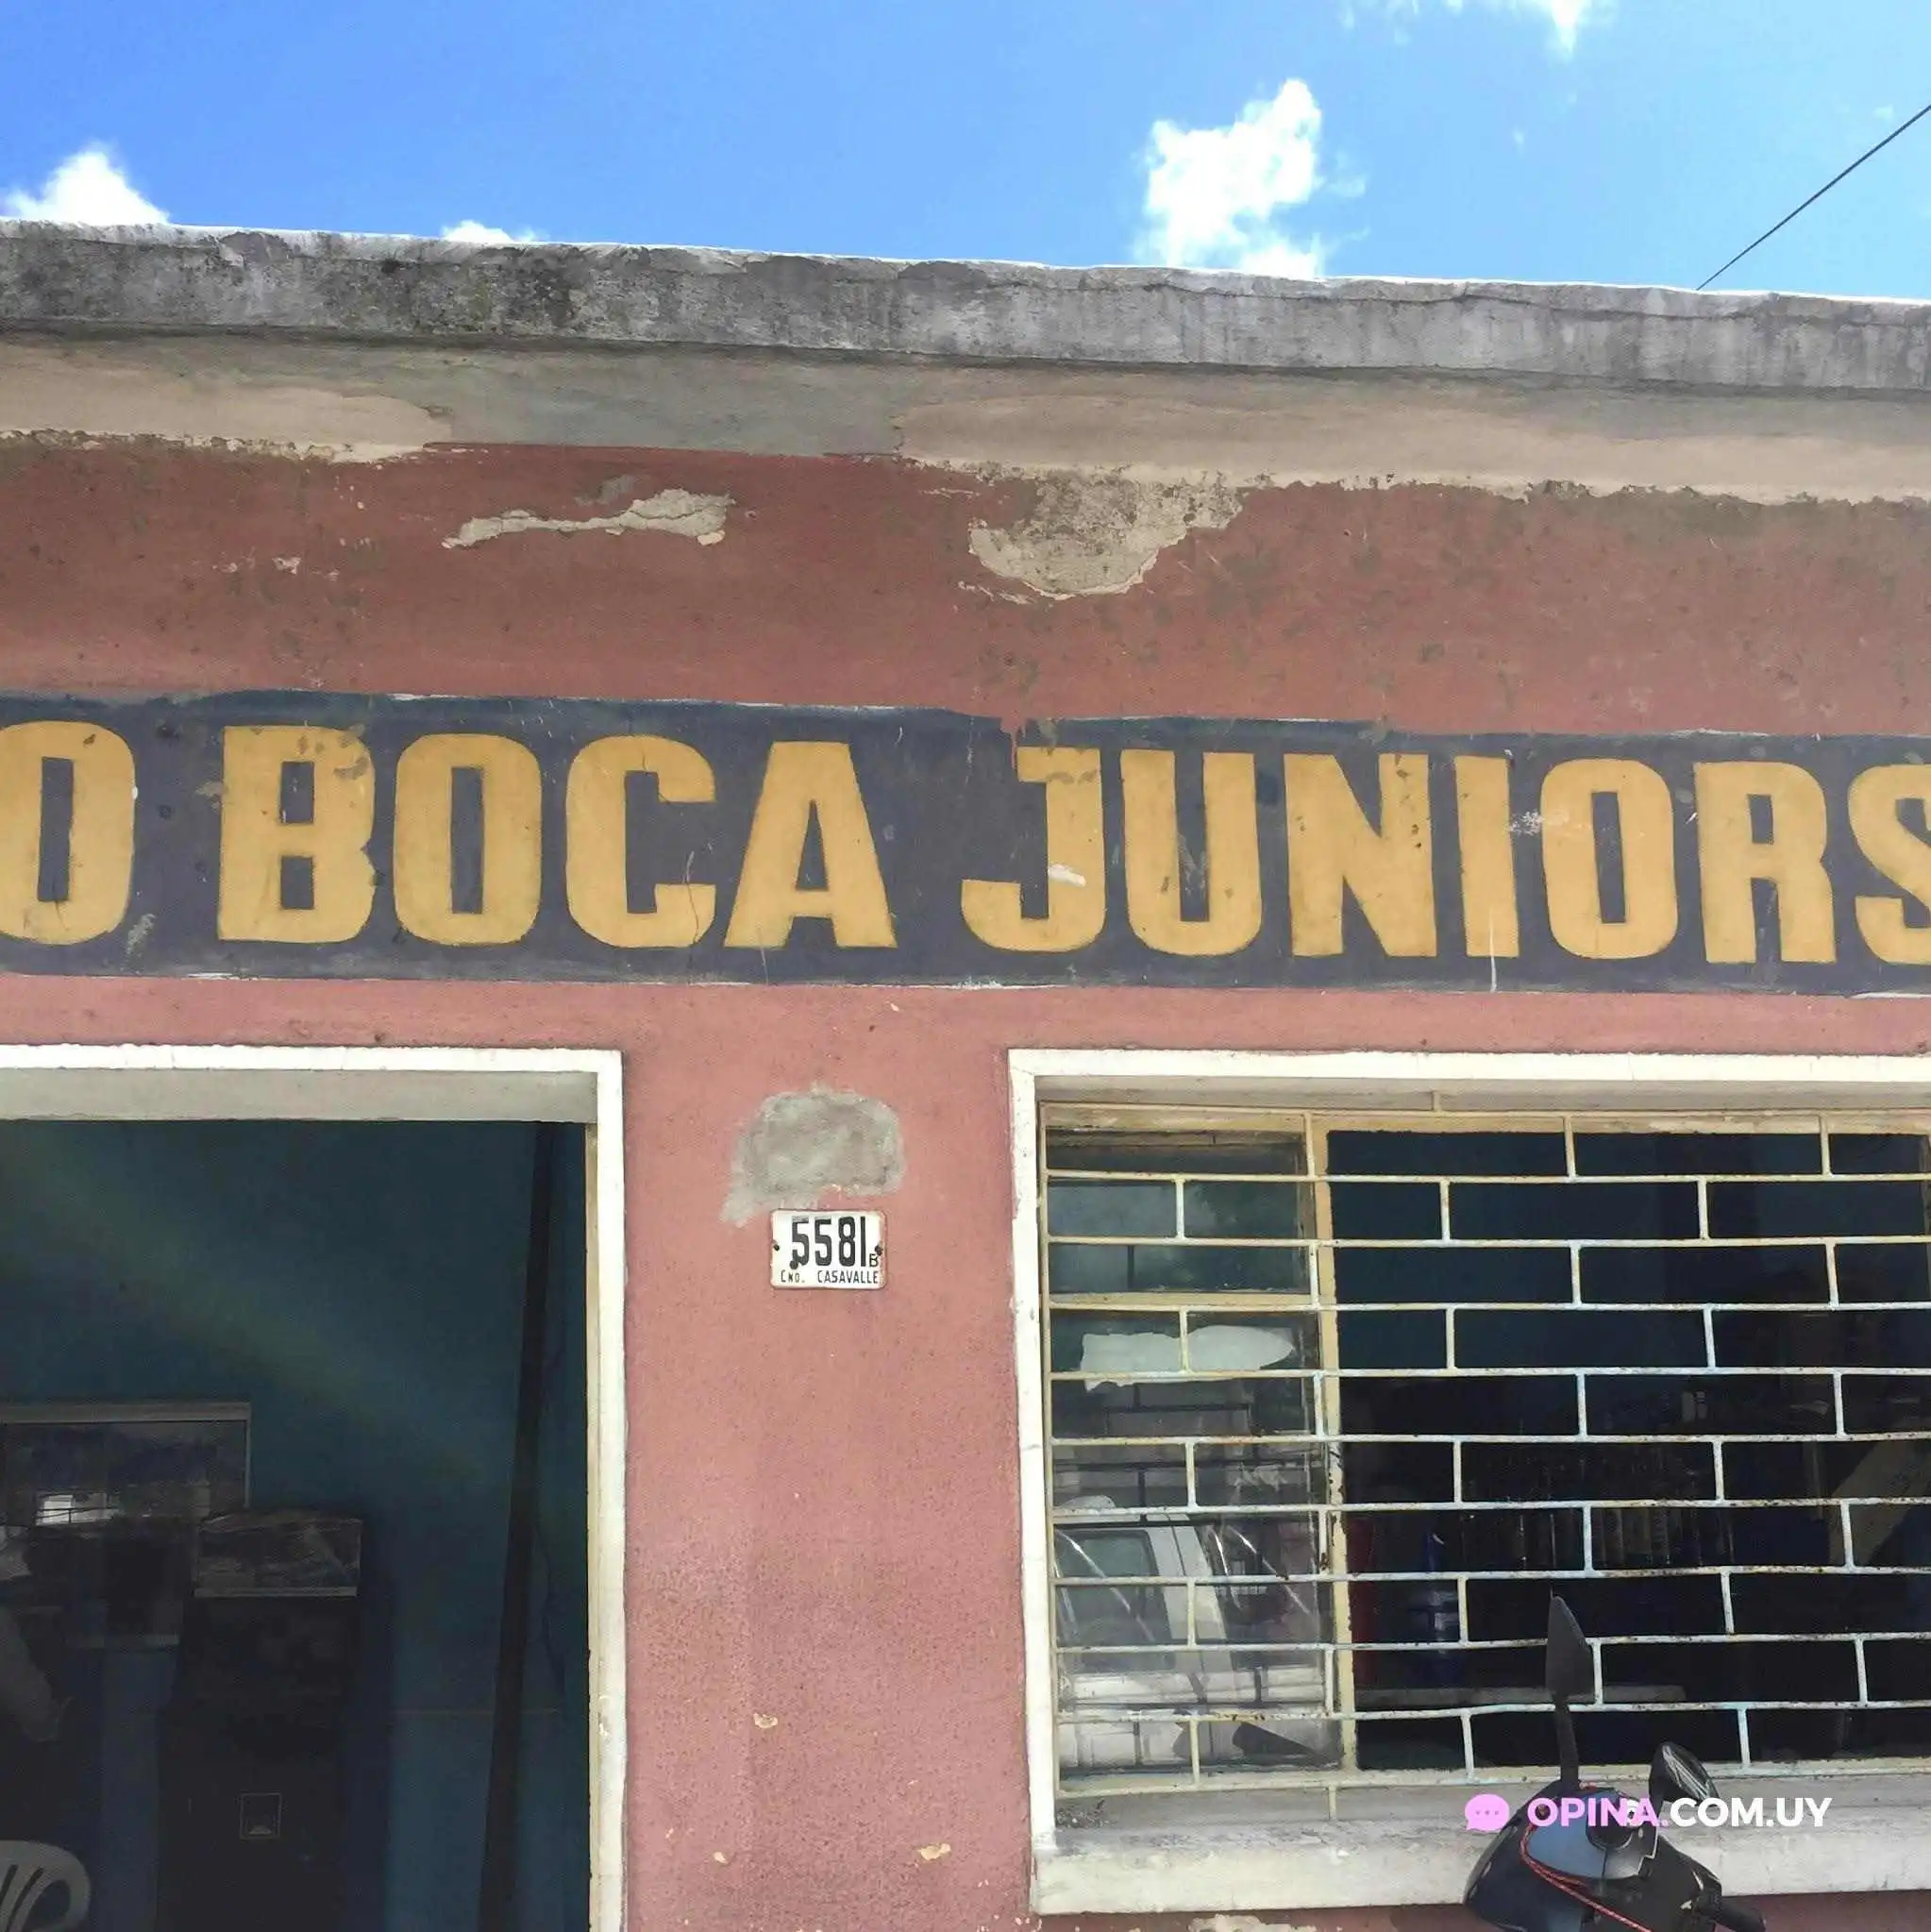 O BOCA JUNIORS
5581 B
CNO. CASAVALLE
OPINA.COM.UY